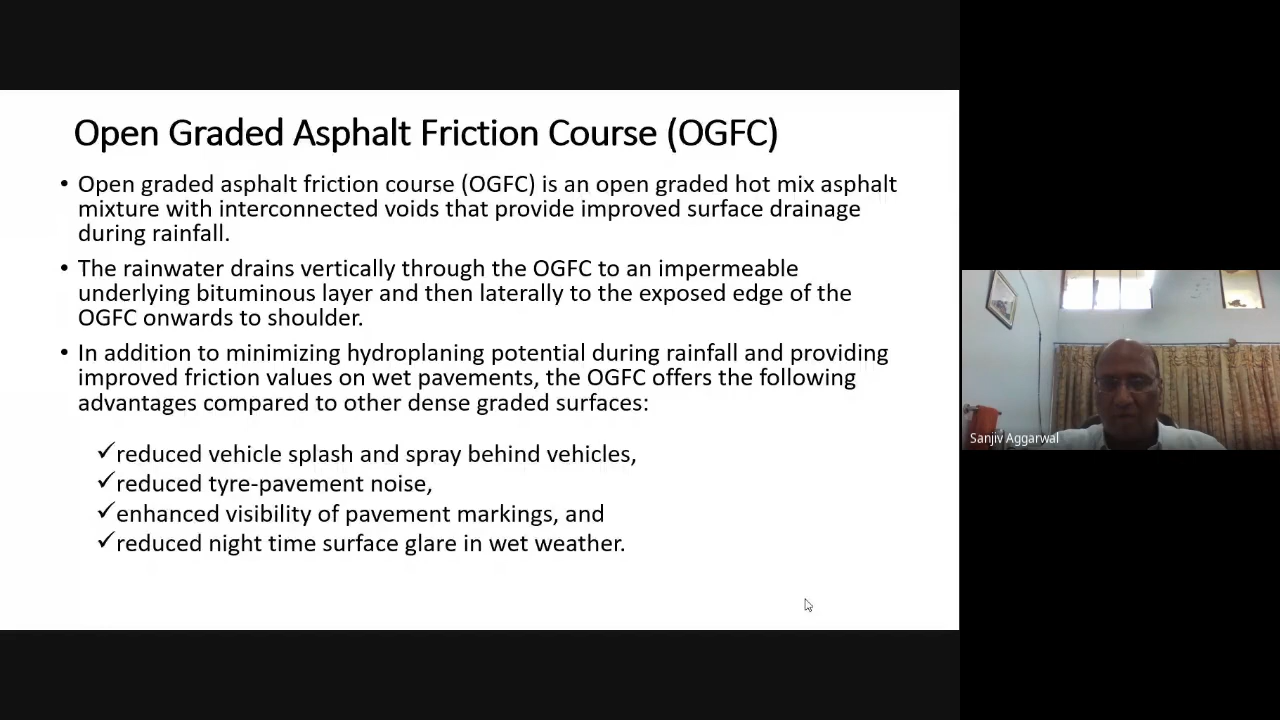 Open Graded Asphalt Friction Course (OGFC)
• Open graded asphalt friction course (OGFC) is an open graded hot mix asphalt
mixture with interconnected voids that provide improved surface drainage
during rainfall.
• The rainwater drains vertically through the OGFC to an impermeable
underlying bituminous layer and then laterally to the exposed edge of the
OGFC onwards to shoulder.
• In addition to minimizing hydroplaning potential during rainfall and providing
improved friction values on wet pavements, the OGFC offers the following
advantages compared to other dense graded surfaces:
✓reduced vehicle splash and spray behind vehicles,
✓reduced tyre-pavement noise,
✓enhanced visibility of pavement markings, and
✓reduced night time surface glare in wet weather.
Sanjiv Aggarwal